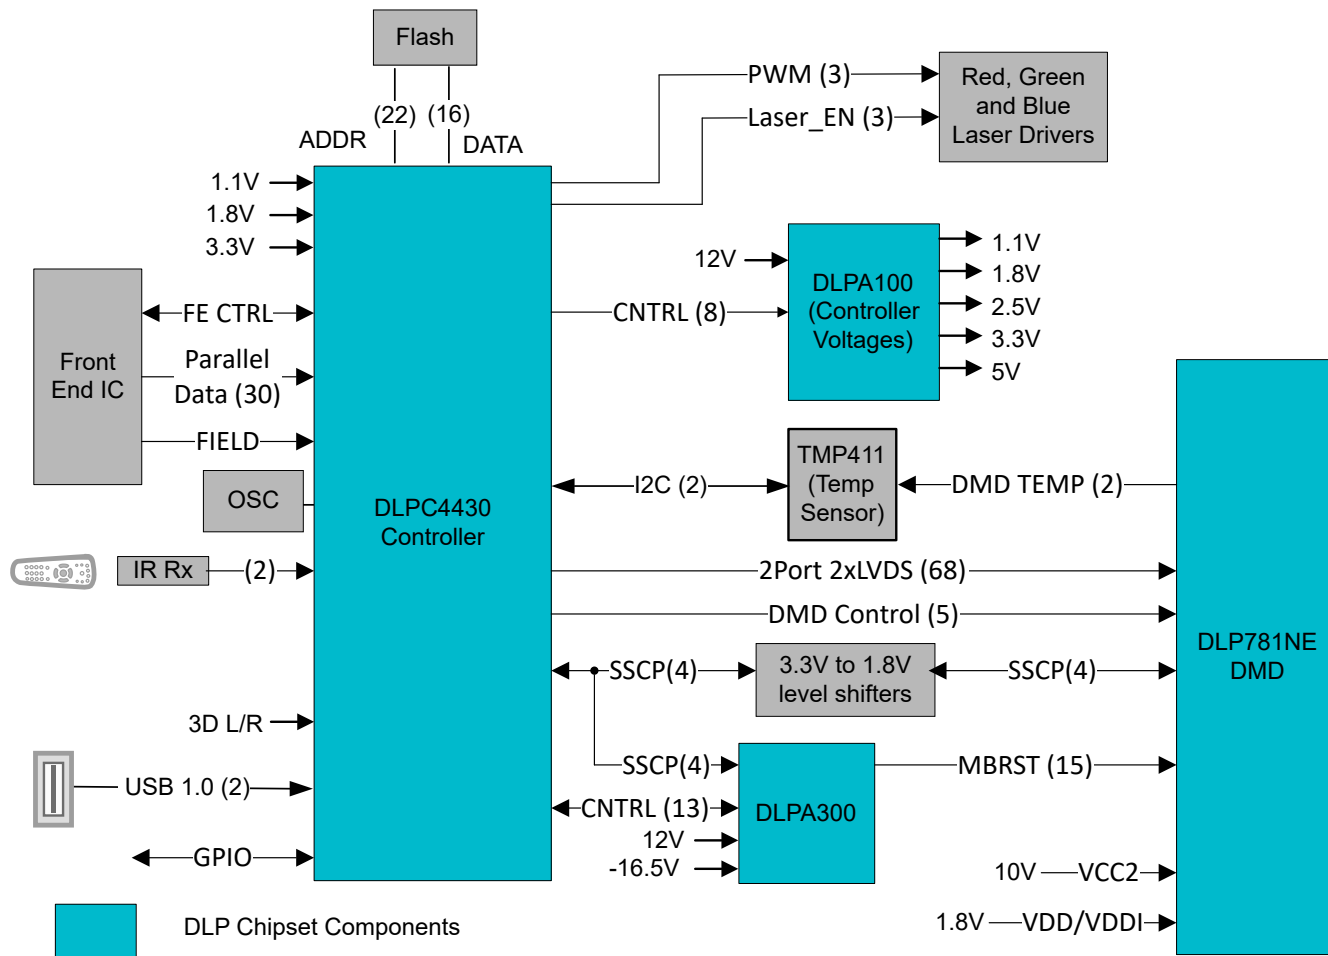 Flash
(22) (16)
ADDR
DATA
PWM (3)
Laser_EN (3)
Red, Green
and Blue
Laser Drivers
1.1V
1.8V
3.3V
12V
CNTRL (8)
DLPA100
(Controller
Voltages)
1.1V
1.8V
2.5V
3.3V
5V
Front
End IC
FE CTRL
Parallel
Data (30)
FIELD
OSC
IR Rx
(2)
DLPC4430
Controller
I2C (2)
TMP411
(Temp
Sensor)
DMD TEMP (2)
2Port 2xLVDS (68)
DMD Control (5)
SSCP(4)
3.3V to 1.8V
level shifters
SSCP(4)
DLP781NE
DMD
3D L/R
USB 1.0 (2)
GPIO
SSCP(4)
CNTRL (13)
12V
-16.5V
DLPA300
MBRST (15)
10V
VCC2
1.8V
VDD/VDDI
DLP Chipset Components